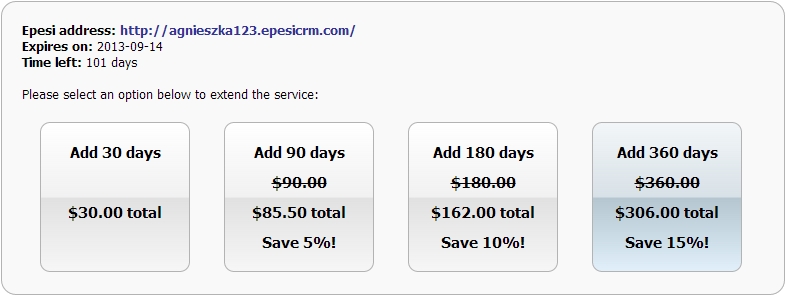 Epesi address: http://agnieszka123.epesicrm.com/
Expires on: 2013-09-14
Time left: 101 days
Please select an option below to extend the service:
Add 30 days
$30.00 total
Add 90 days
$90.00
$85.50 total
Save 5%!
Add 180 days
$180.00
$162.00 total
Save 10%!
Add 360 days
$360.00
$306.00 total
Save 15%!